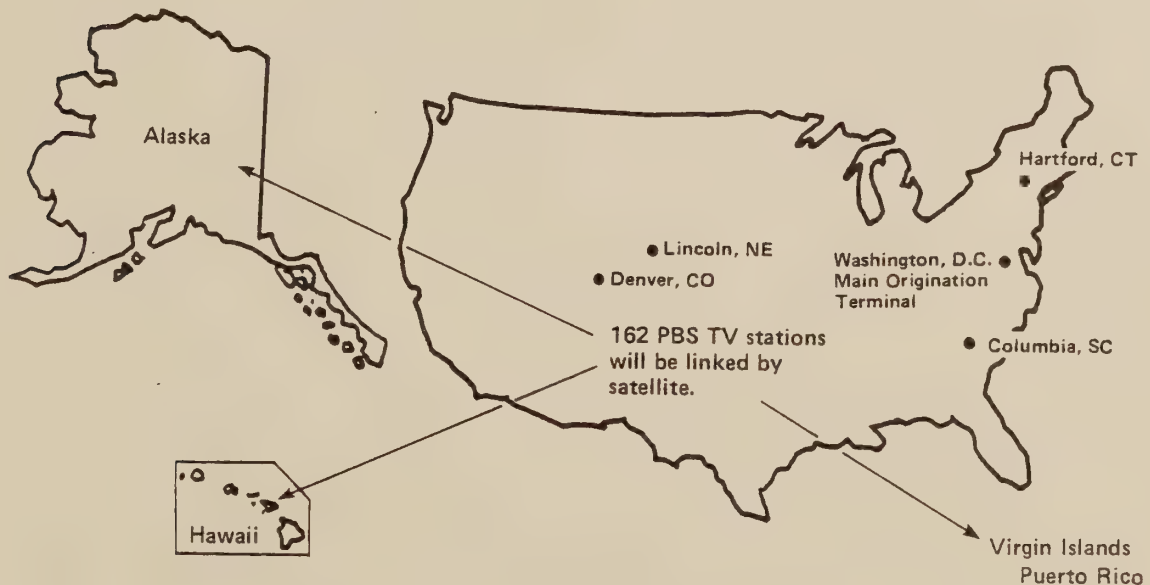 Alaska
Hartford, CT
Lincoln, NE
Washington, D.C.
Main Origination
Terminal
Denver, CO
162 PBS TV stations
will be linked by
satellite.
Columbia, SC
Hawaii
Virgin Islands
Puerto Rico